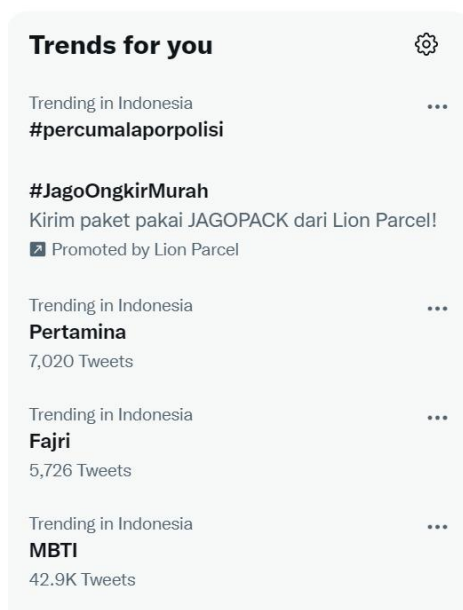 Trends for you
Trending in Indonesia
#percumalaporpolisi
#JagoOngkirMurah
Kirim paket pakai JAGOPACK dari Lion Parcel!
Promoted by Lion Parcel
Trending in Indonesia
Pertamina
7,020 Tweets
Trending in Indonesia
Fajri
5,726 Tweets
Trending in Indonesia
MBTI
42.9K Tweets